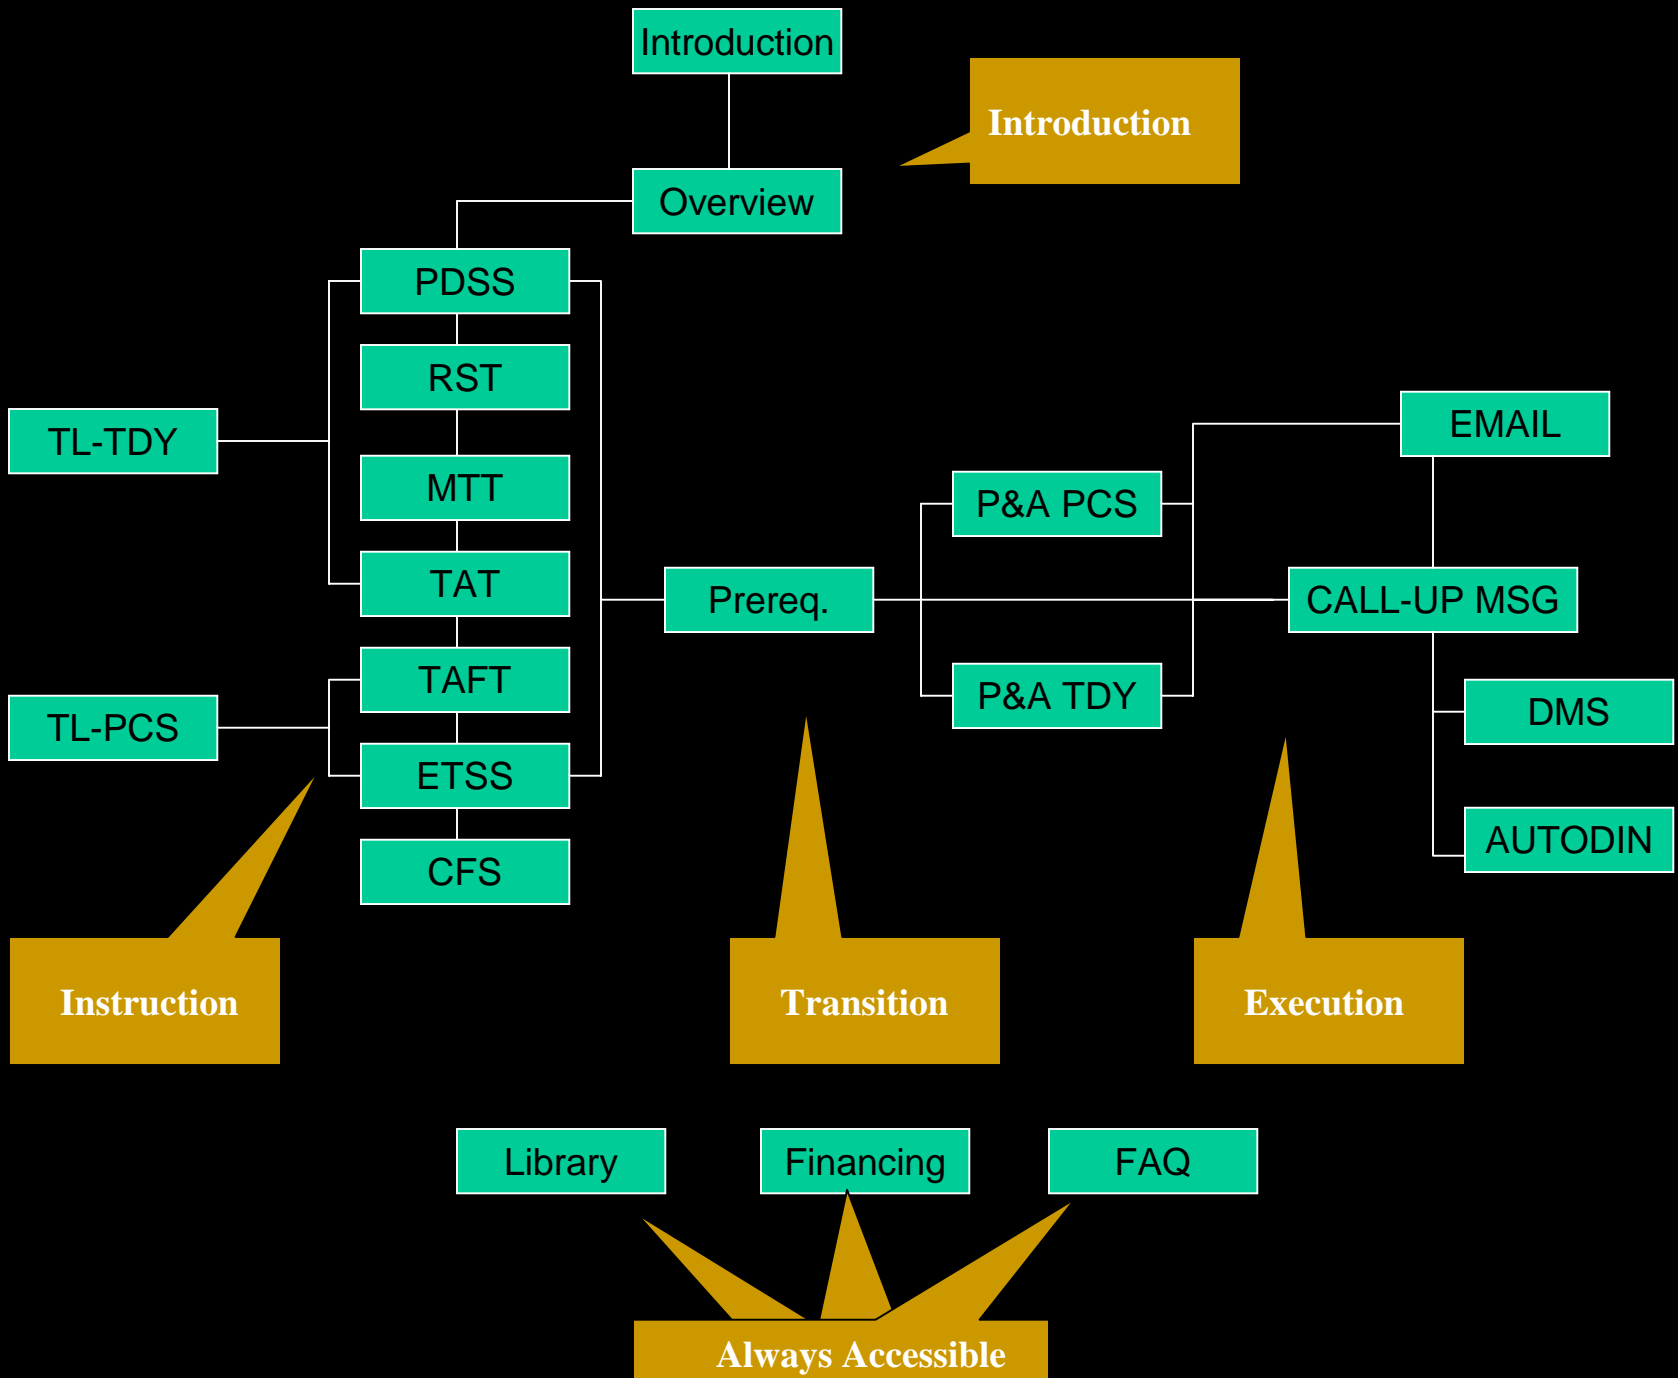 Introduction
Introduction
Overview
PDSS
RST
EMAIL
TL-TDY
MTT
P&A PCS
TAT
Prereq.
CALL-UP MSG
TAFT
P&A TDY
DMS
TL-PCS
ETSS
AUTODIN
CFS
Instruction
Transition
Execution
Library
Financing
FAQ
Always Accessible